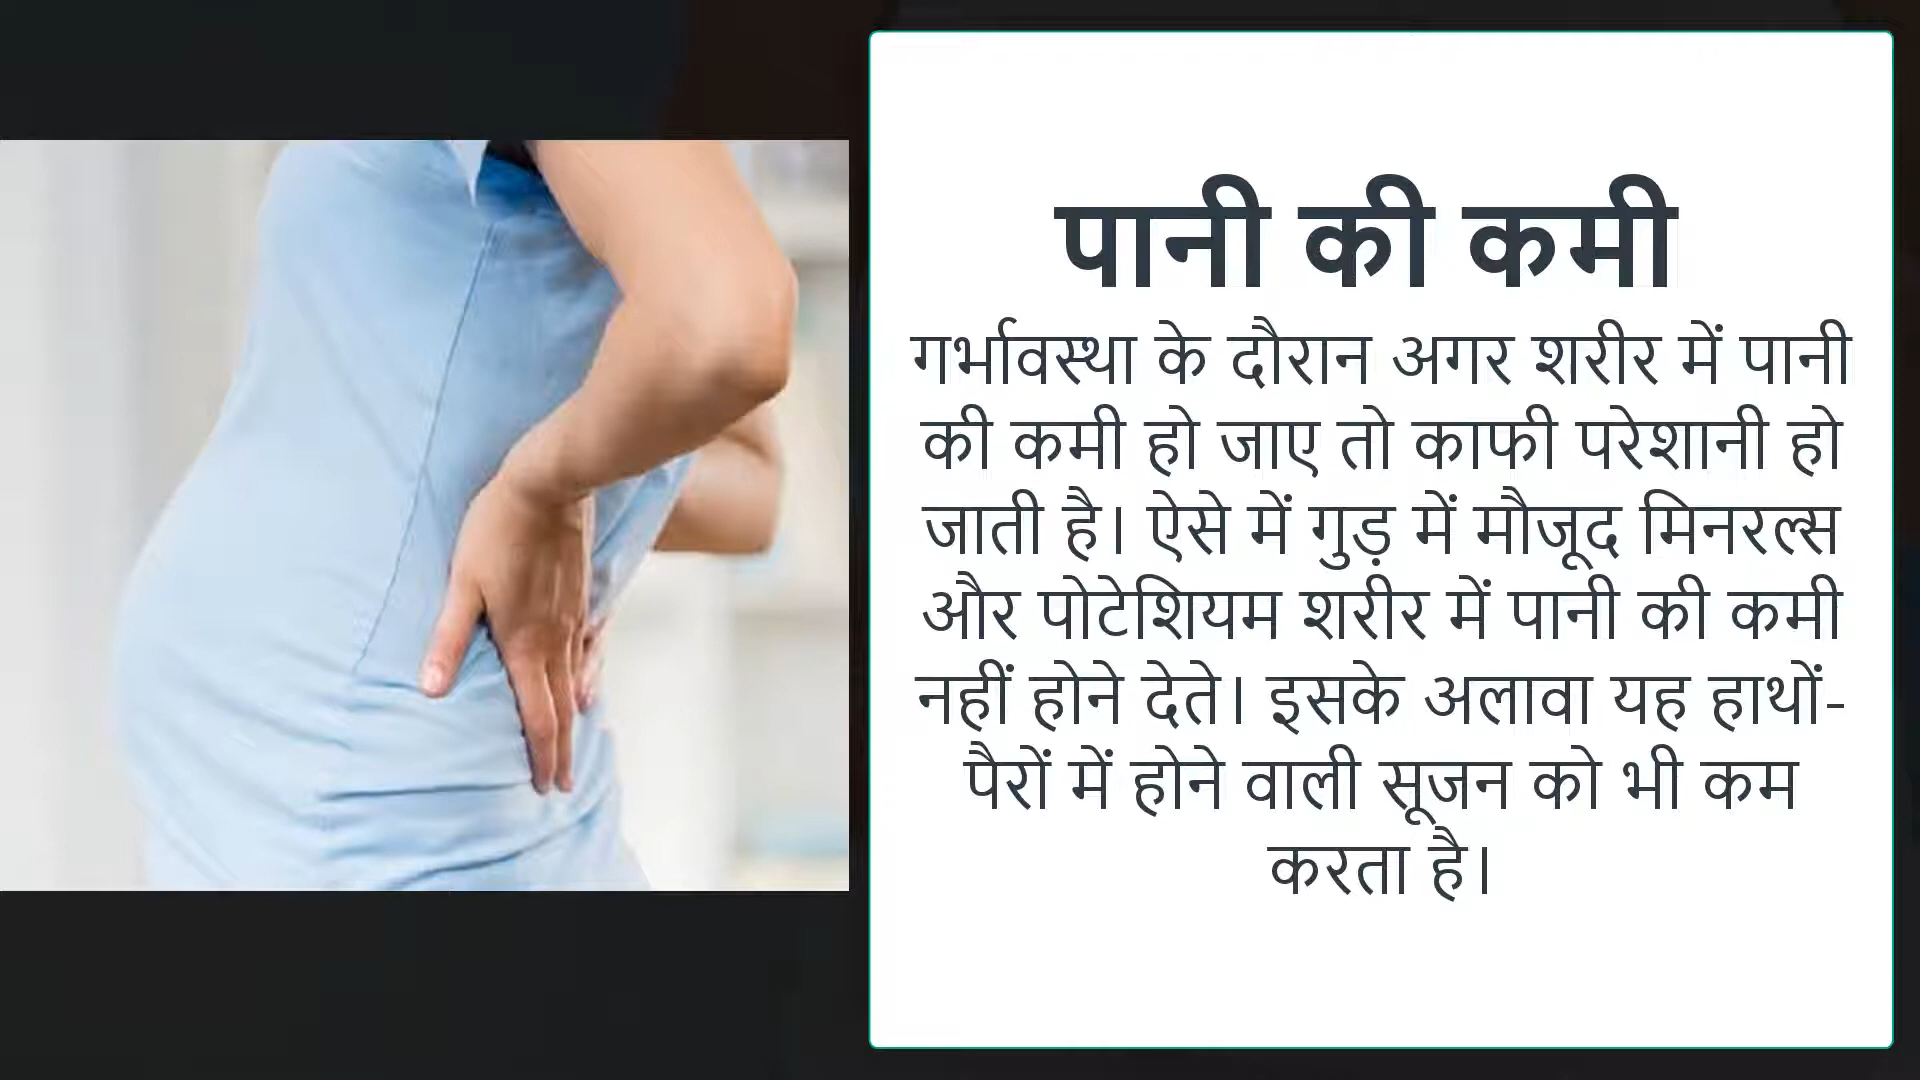 पानी की कमी
गर्भावस्था के दौरान अगर शरीर में पानी
की कमी हो जाए तो काफी परेशानी हो
जाती है। ऐसे में गुड़ में मौजूद मिनरल्स
और पोटेशियम शरीर में पानी की कमी
नहीं होने देते। इसके अलावा यह हाथों-
पैरों में होने वाली सूजन को भी कम
करता है।